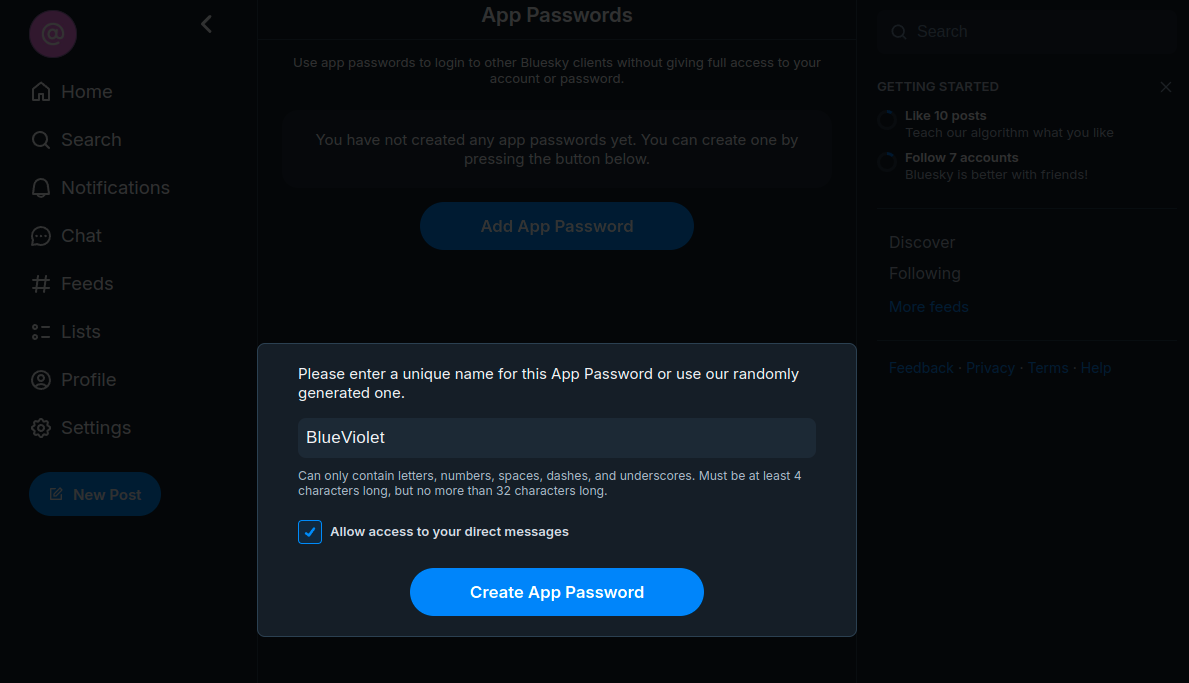 @
Home
Search
Notifications
Chat
Feeds
Lists
Profile
Settings
New Post
App Passwords
Use app passwords to login to other Bluesky clients without giving full access to your
account or password.
You have not created any app passwords yet. You can create one by
pressing the button below.
Add App Password
Please enter a unique name for this App Password or use our randomly
generated one.
BlueViolet
Can only contain letters, numbers, spaces, dashes, and underscores. Must be at least 4
characters long, but no more than 32 characters long.
Allow access to your direct messages
Create App Password
Search
GETTING STARTED
Like 10 posts
Teach our algorithm what you like
Follow 7 accounts
Bluesky is better with friends!
Discover
Following
More feeds
Feedback · Privacy · Terms · Help